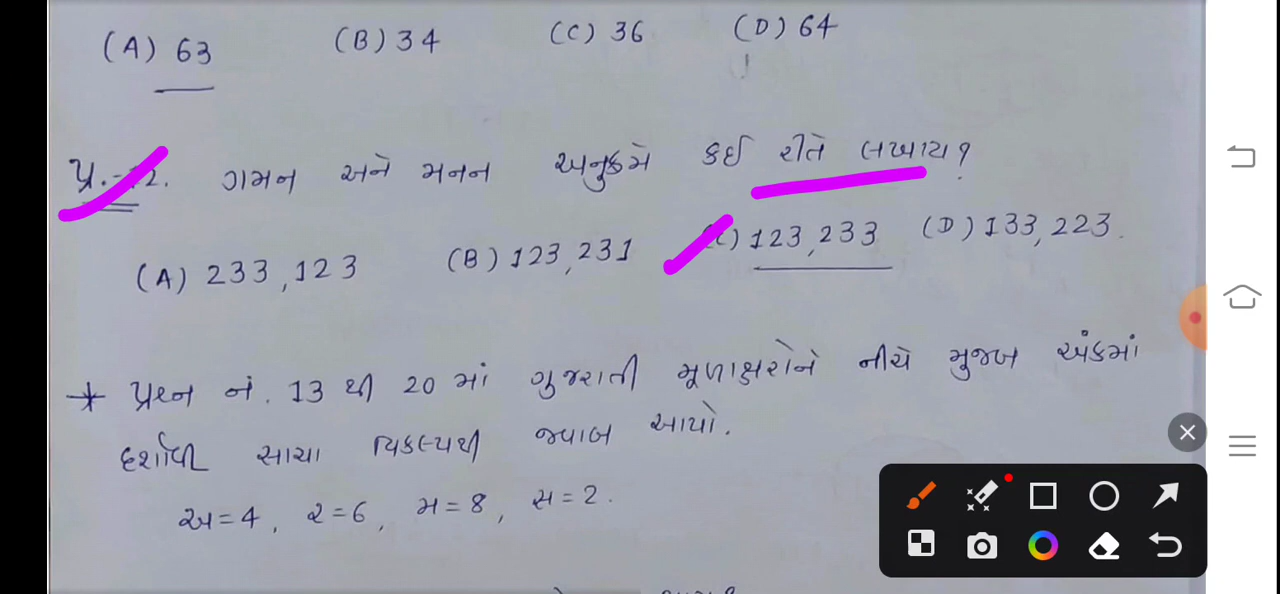 (A) 63 (B) 34 (C) 36 (D) 64
પ્ર.-12. ગમન અને મનન અનુક્રમે કઈ રીતે લખાય?
(A) 233,123 (B) 123,231 (C) 123,233 (D) 133,223.
* પ્રશ્ન નં. 13 થી 20 માં ગુજરાતી મૂળાક્ષરોને નીચે મુજબ અંકમાં
દર્શાવી સાચા વિકલ્પથી જવાબ આપો.
અ=4, ર=6, મ=8, સ=2.